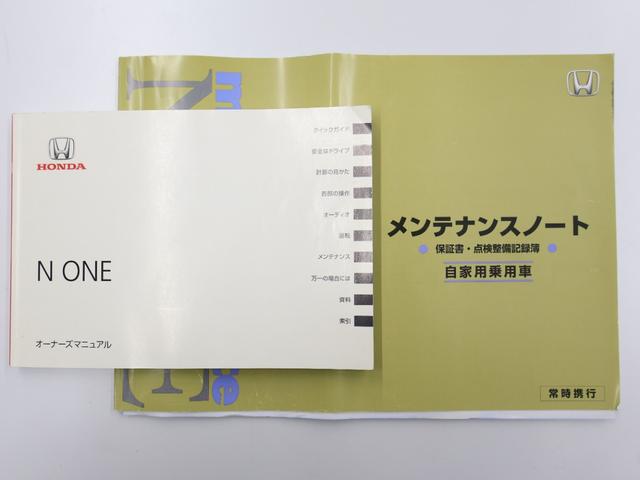 HONDA
N ONE
オーナーズマニュアル
クイックガイド
安全なドライブ
計器の見かた
各部の操作
オーディオ
運転
メンテナンス
万一の場合には
資料
索引
メンテナンスノート
保証書・点検整備記録簿
自家用乗用車
常時携行